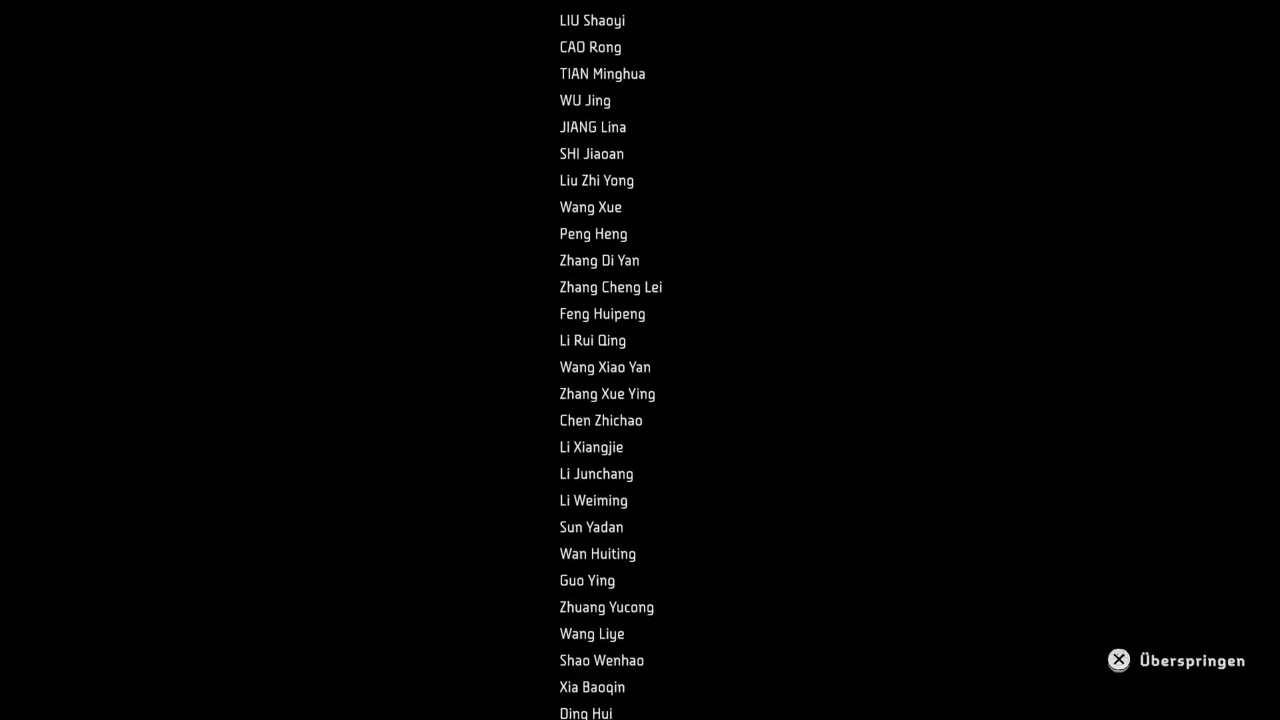 LIU Shaoyi
CAO Rong
TIAN Minghua
WU Jing
JIANG Lina
SHI Jiaoan
Liu Zhi Yong
Wang Xue
Peng Heng
Zhang Di Yan
Zhang Cheng Lei
Feng Huipeng
Li Rui Qing
Wang Xiao Yan
Zhang Xue Ying
Chen Zhichao
Li Xiangjie
Li Junchang
Li Weiming
Sun Yadan
Wan Huiting
Guo Ying
Zhuang Yucong
Wang Liye
Shao Wenhao
Überspringen
Xia Baoqin
Ding Hui